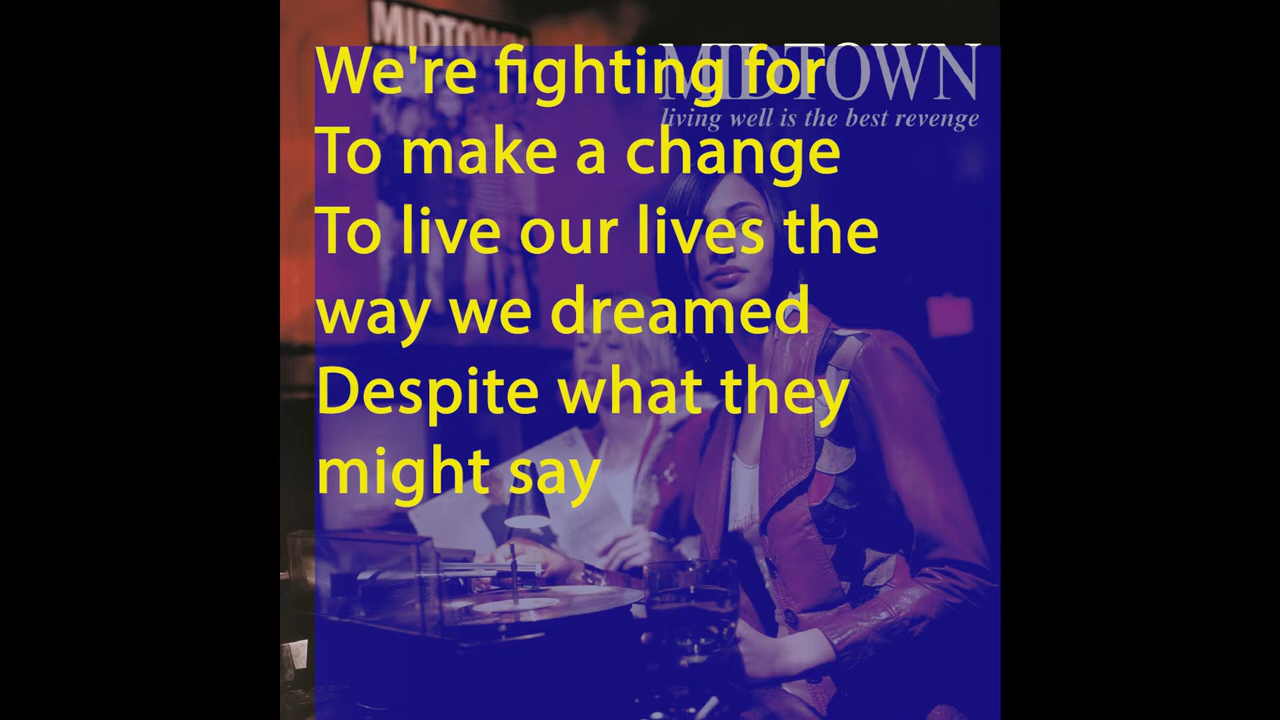 MIDTOWN
MIDTOWN
living well is the best revenge
We're fighting for
To make a change
To live our lives the
way we dreamed
Despite what they
might say